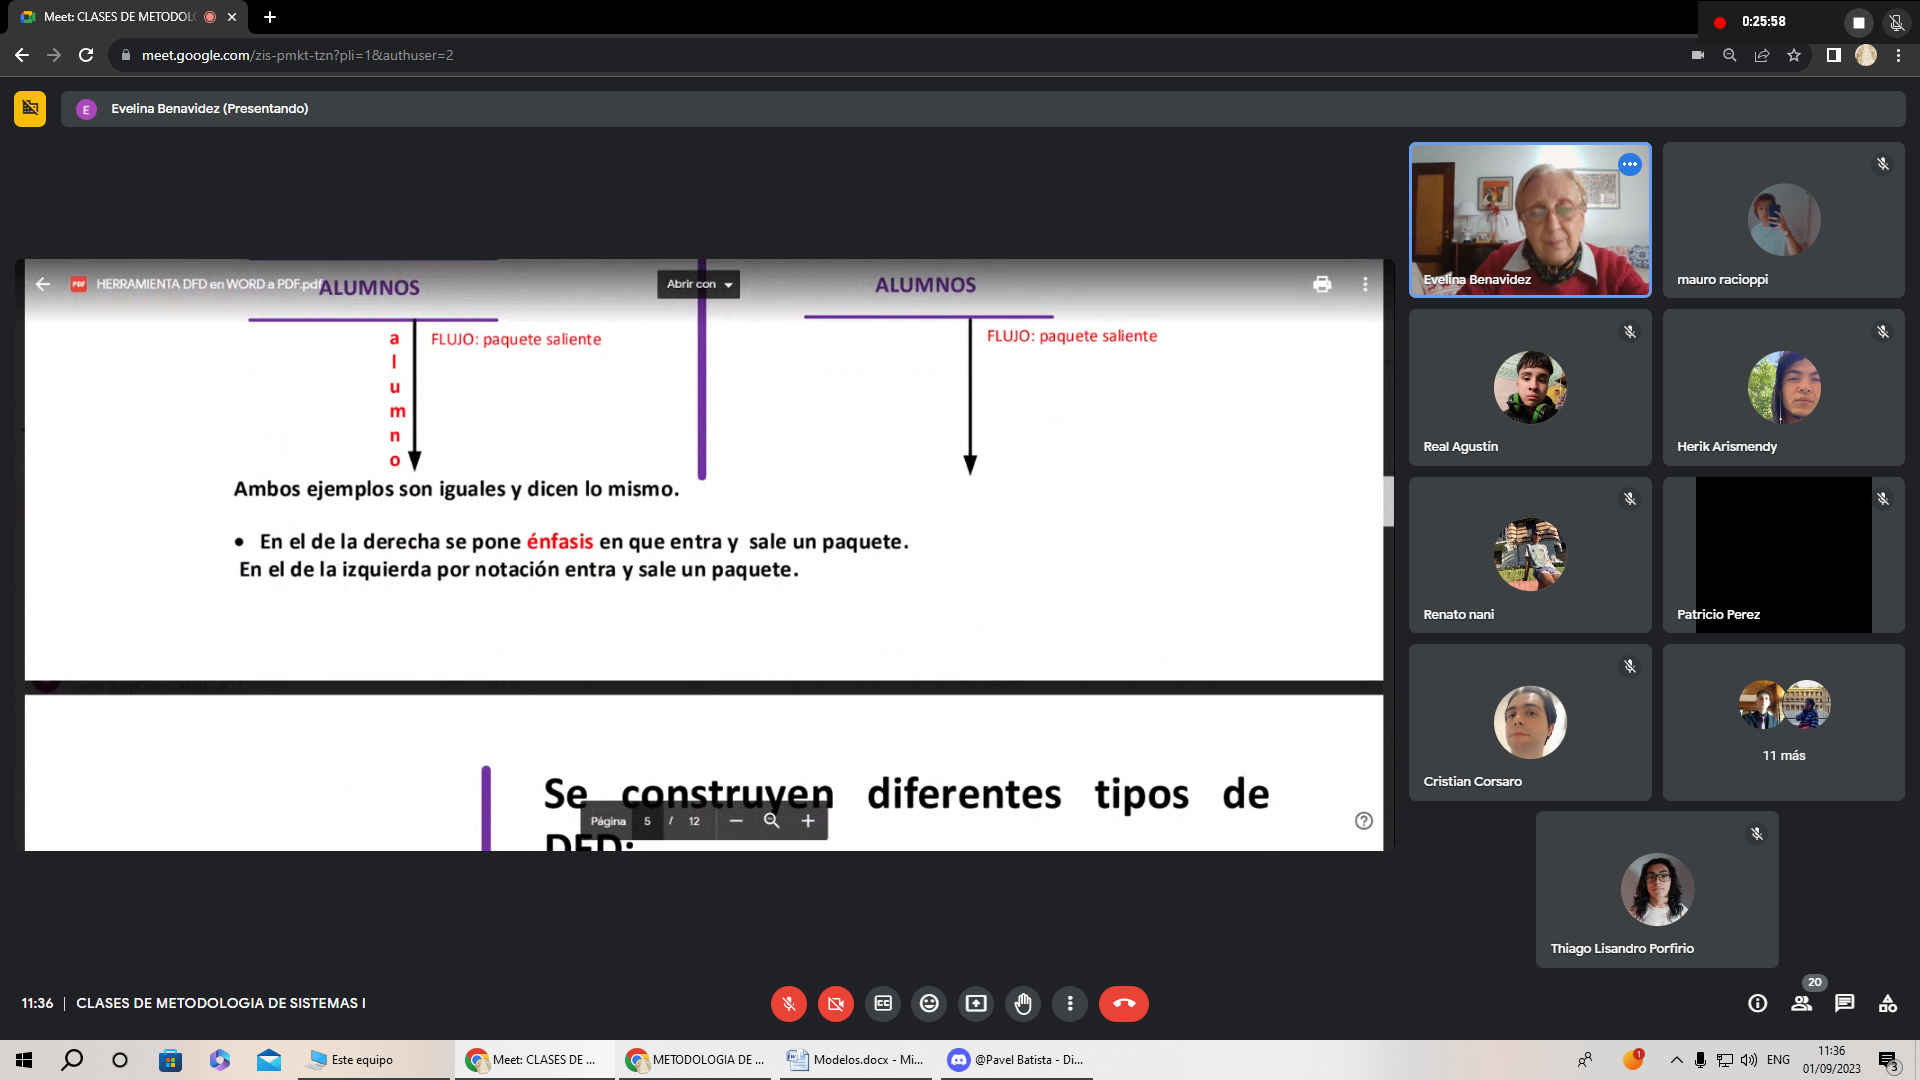 Meet: CLASES DE METODOL
0:25:58
meet.google.com/zis-pmkt-tzn?pli=1&authuser=2
E
Evelina Benavidez (Presentando)
PDF
HERRAMIENTA DFD en WORD a PDF.pdf
ALUMNOS
Abrir con
ALUMNOS
FLUJO: paquete saliente
FLUJO: paquete saliente
a
l
u
m
n
o
Ambos ejemplos son iguales y dicen lo mismo.
• En el de la derecha se pone énfasis en que entra y sale un paquete.
En el de la izquierda por notación entra y sale un paquete.
Se construyen diferentes tipos de
DFD:
Página 5 / 12
Evelina Benavidez
mauro racioppi
Real Agustín
Herik Arismendy
Renato nani
Patricio Perez
Cristian Corsaro
11 más
Thiago Lisandro Porfirio
11:36 | CLASES DE METODOLOGIA DE SISTEMAS I
20
Este equipo
Meet: CLASES DE ...
METODOLOGIA DE ...
Modelos.docx - Mi...
@Pavel Batista - Di...
1
ENG
11:36
01/09/2023
3